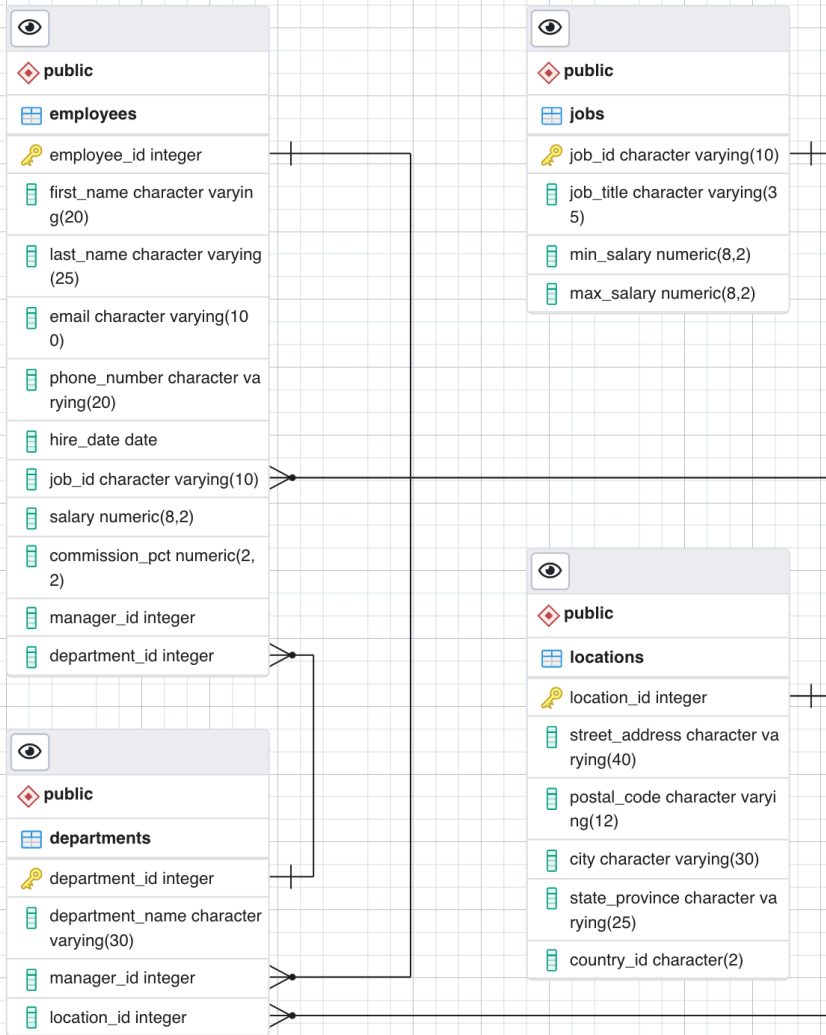 public
employees
employee_id integer
first_name character varyin
g(20)
last_name character varying
(25)
email character varying(10
0)
phone_number character va
rying(20)
hire_date date
job_id character varying(10)
salary numeric(8,2)
commission_pct numeric(2,
2)
manager_id integer
department_id integer
public
departments
department_id integer
department_name character
varying(30)
manager_id integer
location_id integer
public
jobs
job_id character varying(10)
job_title character varying(3
5)
min_salary numeric(8,2)
max_salary numeric(8,2)
public
locations
location_id integer
street_address character va
rying(40)
postal_code character varyi
ng(12)
city character varying(30)
state_province character va
rying(25)
country_id character(2)